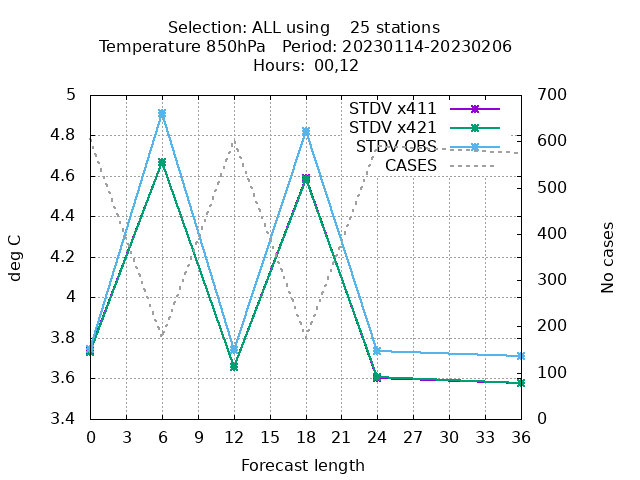 Selection: ALL using    25 stations
Temperature 850hPa   Period: 20230114-20230206
Hours:  00,12
5
4.8
4.6
4.4
4.2
4
3.8
3.6
3.4
deg C
STDV x411
STDV x421
STDV OBS
CASES
700
600
500
400
300
200
100
0
No cases
0 3 6 9 12 15 18 21 24 27 30 33 36
Forecast length